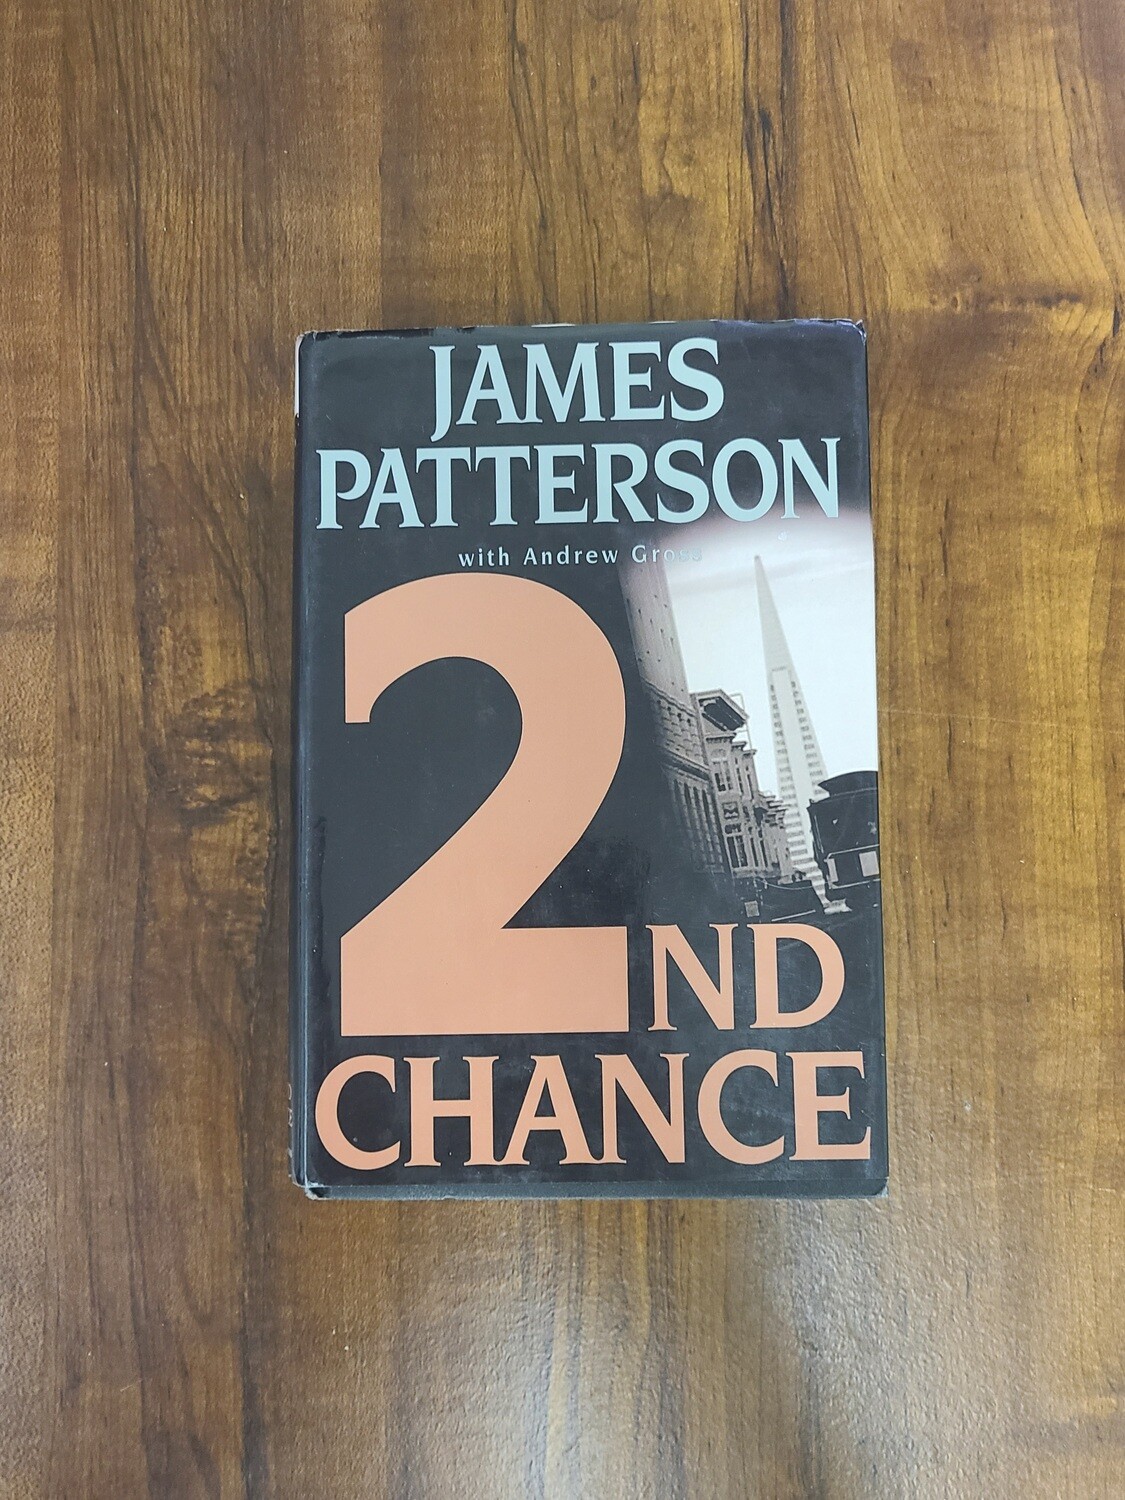 JAMES
PATTERSON
with Andrew Gross
2ND
CHANCE